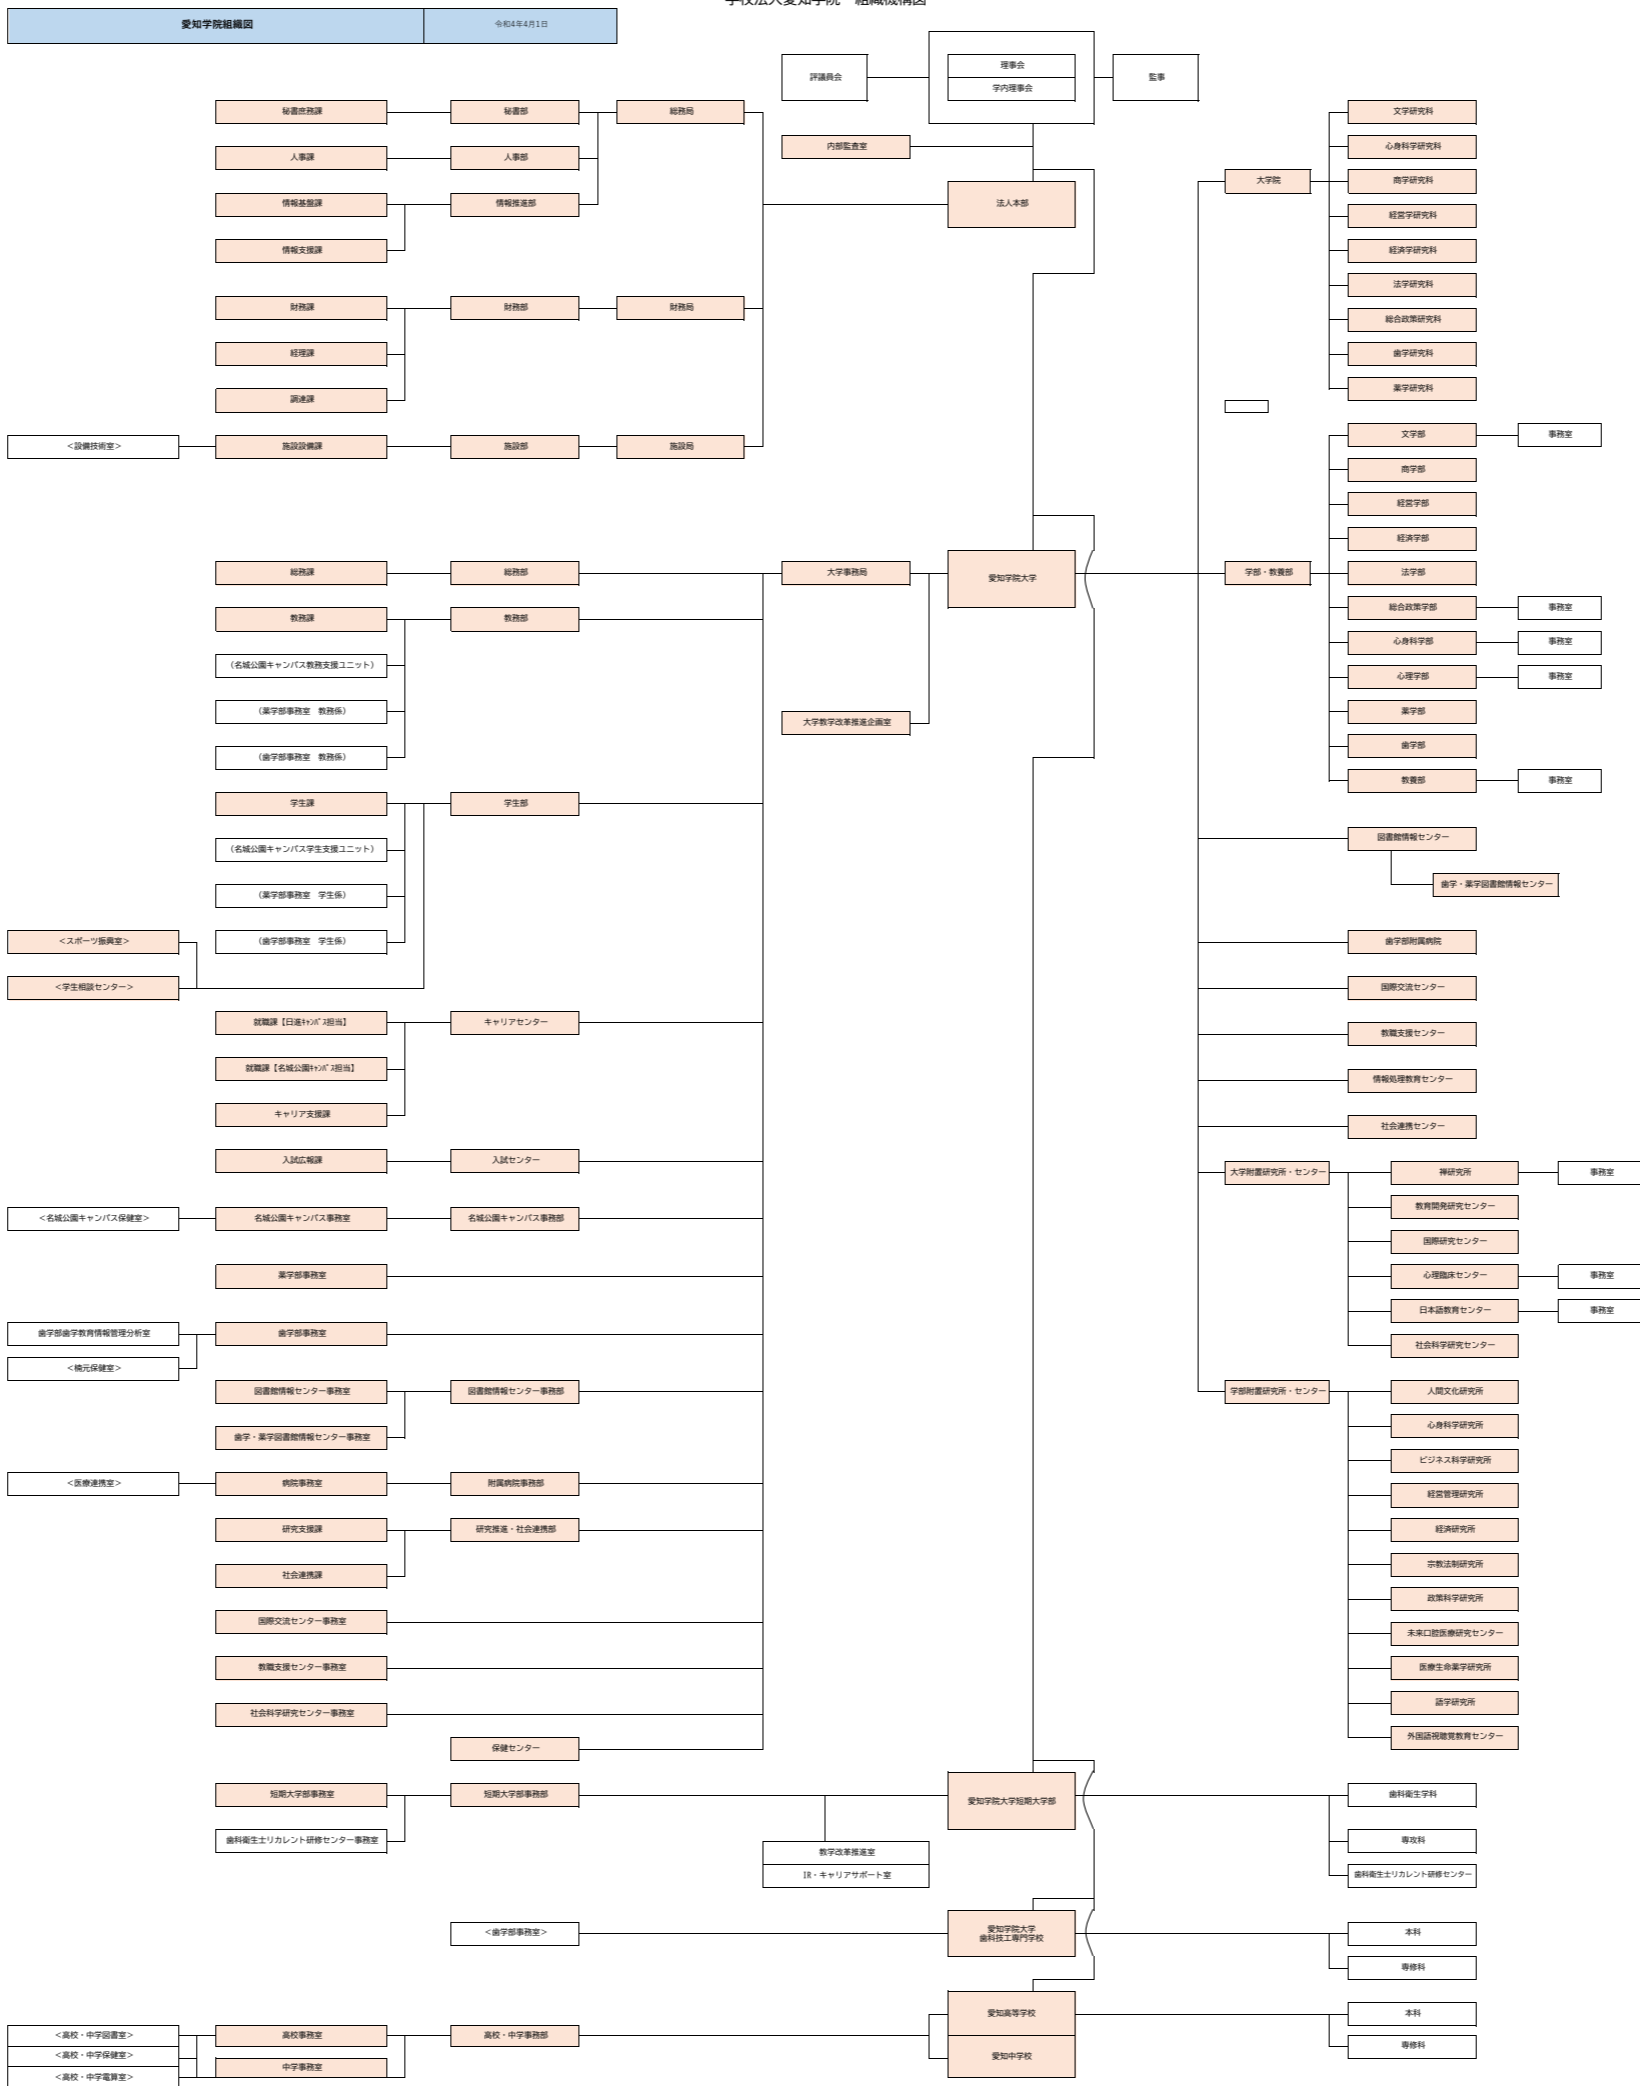 学校法人愛知学院　組織機構図
愛知学院組織図
令和4年4月1日
評議員会
理事会
学内理事会
監事
内部監査室
法人本部
秘書庶務課
秘書部
総務局
人事課
人事部
情報基盤課
情報推進部
情報支援課
財務課
財務部
財務局
経理課
調達課
＜設備技術室＞
施設設備課
施設部
施設局
大学院
文学研究科
心身科学研究科
商学研究科
経営学研究科
経済学研究科
法学研究科
総合政策研究科
歯学研究科
薬学研究科
愛知学院大学
大学事務局
大学教学改革推進企画室
学部・教養部
文学部
事務室
商学部
経営学部
経済学部
法学部
総合政策学部
事務室
心身科学部
事務室
心理学部
事務室
薬学部
歯学部
教養部
事務室
総務課
総務部
教務課
教務部
（名城公園キャンパス教務支援ユニット）
（薬学部事務室　教務係）
（歯学部事務室　教務係）
学生課
学生部
（名城公園キャンパス学生支援ユニット）
（薬学部事務室　学生係）
（歯学部事務室　学生係）
＜スポーツ振興室＞
＜学生相談センター＞
就職課【日進ｷｬﾝﾊﾟｽ担当】
キャリアセンター
就職課【名城公園ｷｬﾝﾊﾟｽ担当】
キャリア支援課
入試広報課
入試センター
＜名城公園キャンパス保健室＞
名城公園キャンパス事務室
名城公園キャンパス事務部
薬学部事務室
歯学部歯学教育情報管理分析室
歯学部事務室
＜楠元保健室＞
図書館情報センター事務室
図書館情報センター事務部
歯学・薬学図書館情報センター事務室
＜医療連携室＞
病院事務室
附属病院事務部
研究支援課
研究推進・社会連携部
社会連携課
国際交流センター事務室
教職支援センター事務室
社会科学研究センター事務室
保健センター
図書館情報センター
歯学・薬学図書館情報センター
歯学部附属病院
国際交流センター
教職支援センター
情報処理教育センター
社会連携センター
大学附置研究所・センター
禅研究所
事務室
教育開発研究センター
国際研究センター
心理臨床センター
事務室
日本語教育センター
事務室
社会科学研究センター
学部附置研究所・センター
人間文化研究所
心身科学研究所
ビジネス科学研究所
経営管理研究所
経済研究所
宗教法制研究所
政策科学研究所
未来口腔医療研究センター
医療生命薬学研究所
語学研究所
外国語視聴覚教育センター
短期大学部事務室
短期大学部事務部
歯科衛生士リカレント研修センター事務室
教学改革推進室
IR・キャリアサポート室
愛知学院大学短期大学部
歯科衛生学科
専攻科
歯科衛生士リカレント研修センター
＜歯学部事務室＞
愛知学院大学
歯科技工専門学校
本科
専修科
＜高校・中学図書室＞
＜高校・中学保健室＞
＜高校・中学電算室＞
高校事務室
中学事務室
高校・中学事務部
愛知高等学校
愛知中学校
本科
専修科